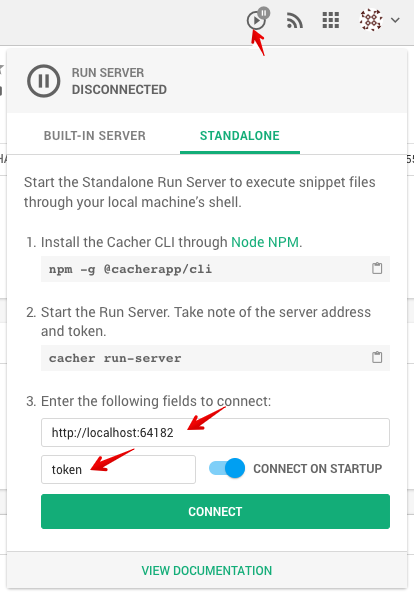 RUN SERVER
DISCONNECTED
BUILT-IN SERVER
STANDALONE
HA
55
Start the Standalone Run Server to execute snippet files
through your local machine's shell.
1. Install the Cacher CLI through Node NPM.
npm -g @cacherapp/cli
2. Start the Run Server. Take note of the server address
and token.
cacher run-server
3. Enter the following fields to connect:
http://localhost:64182
token
CONNECT ON STARTUP
CONNECT
VIEW DOCUMENTATION